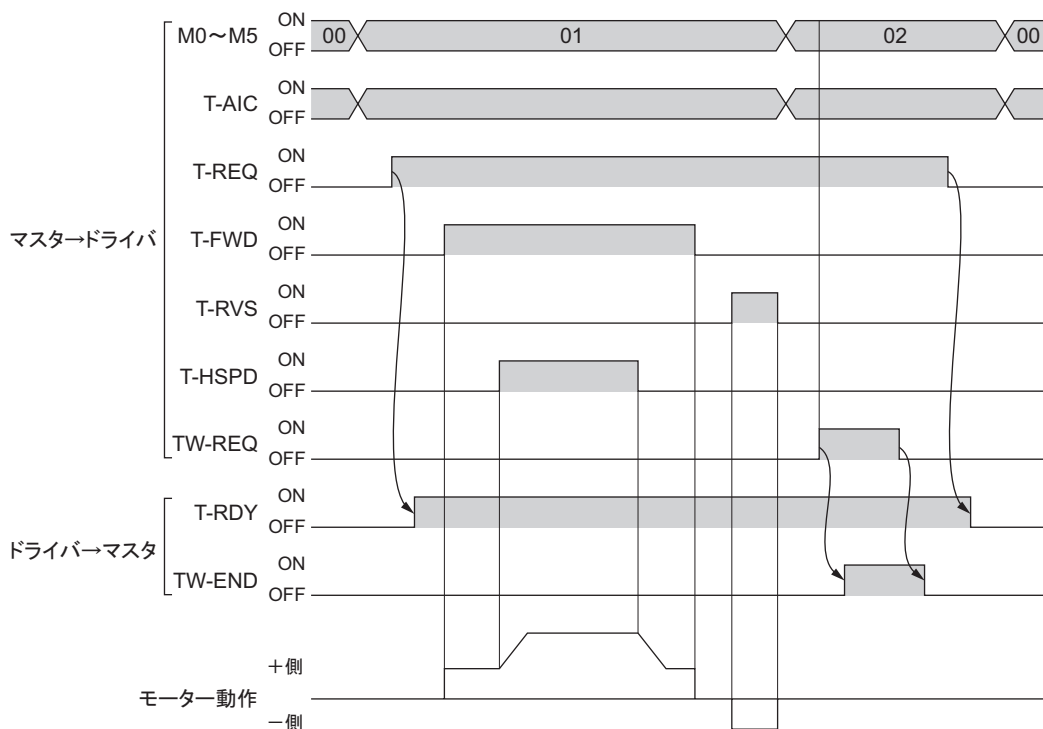 M0～M5 ON OFF 00 01 02 00
T-AIC ON OFF
T-REQ ON OFF
マスタ→ドライバ
T-FWD ON OFF
T-RVS ON OFF
T-HSPD ON OFF
TW-REQ ON OFF
T-RDY ON OFF
ドライバ→マスタ
TW-END ON OFF
＋側
モーター動作
－側